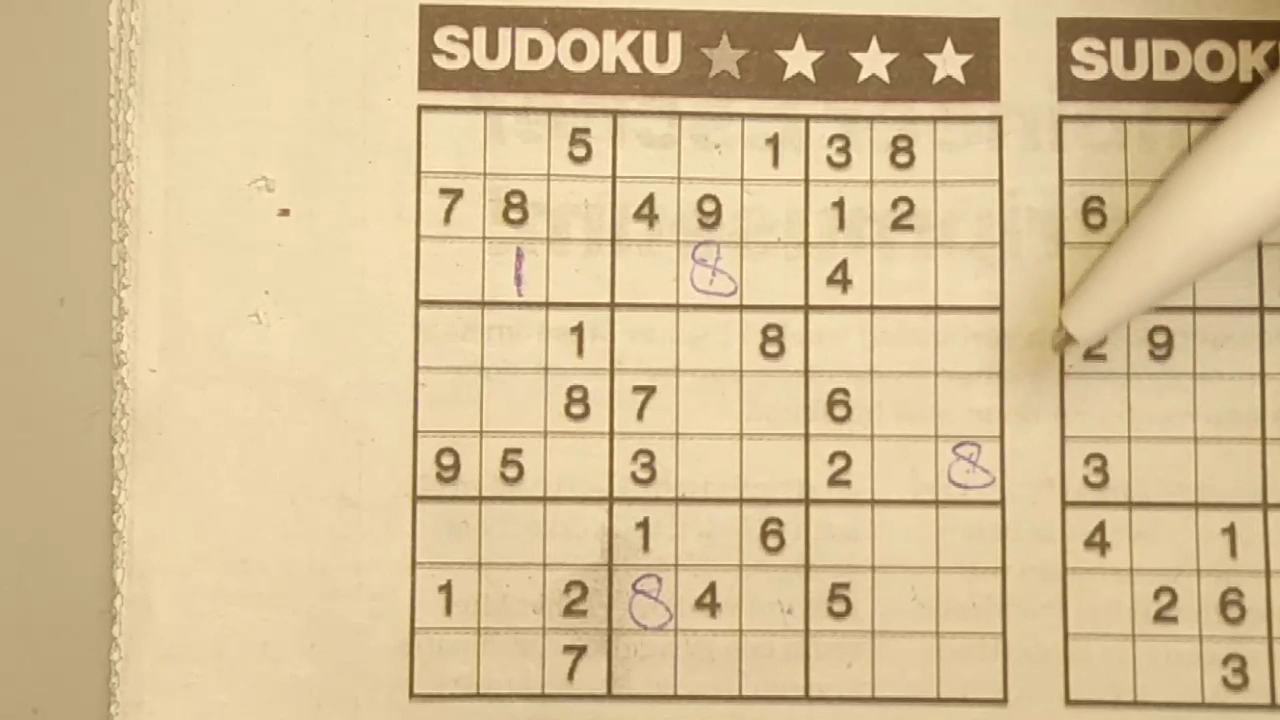 SUDOKU SUDOK
5 1 3 8
7 8 4 9 1 2 6
1 8 4
1 8 2 9
8 7 6
9 5 3 2 8 3
1 6 4 1
1 2 8 4 5 2 6
7 3